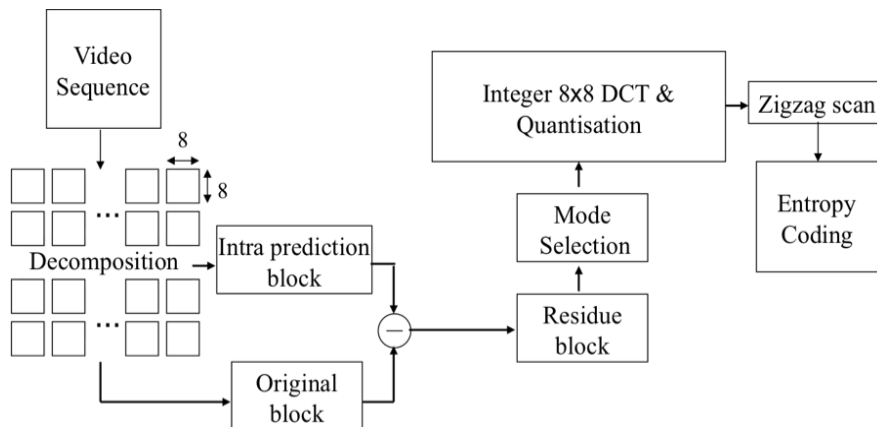 Video
Sequence
8
8
...
Decomposition
...
Intra prediction
block
Original
block
—
Residue
block
Mode
Selection
Integer 8x8 DCT &
Quantisation
Zigzag scan
Entropy
Coding